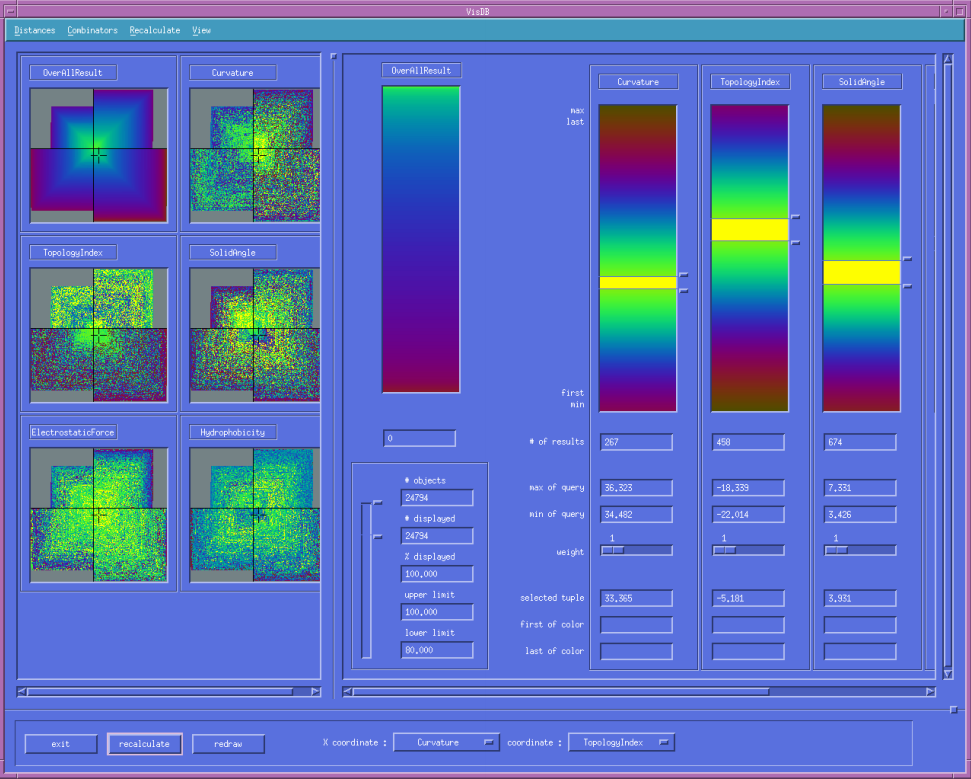 VisDB
Distances Combinators Recalculate View
OverAllResult
Curvature
TopologyIndex
SolidAngle
ElectrostaticForce
Hydrophobicity
OverAllResult
Curvature
TopologyIndex
SolidAngle
max
last
first
min
0
# of results
267
458
674
# objects
24794
# displayed
24794
% displayed
100.000
upper limit
100.000
lower limit
80.000
max of query
36.323
-18.339
7.331
min of query
34.482
-22.014
3.426
weight
1
1
1
selected tuple
33.365
-5.181
3.931
first of color
last of color
exit
recalculate
redraw
X coordinate :
Curvature
coordinate :
TopologyIndex